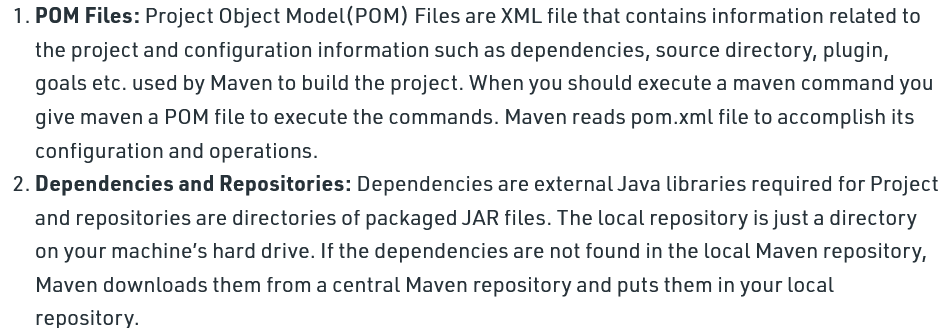 1. POM Files: Project Object Model(POM) Files are XML file that contains information related to
the project and configuration information such as dependencies, source directory, plugin,
goals etc. used by Maven to build the project. When you should execute a maven command you
give maven a POM file to execute the commands. Maven reads pom.xml file to accomplish its
configuration and operations.
2. Dependencies and Repositories: Dependencies are external Java libraries required for Project
and repositories are directories of packaged JAR files. The local repository is just a directory
on your machine’s hard drive. If the dependencies are not found in the local Maven repository,
Maven downloads them from a central Maven repository and puts them in your local
repository.